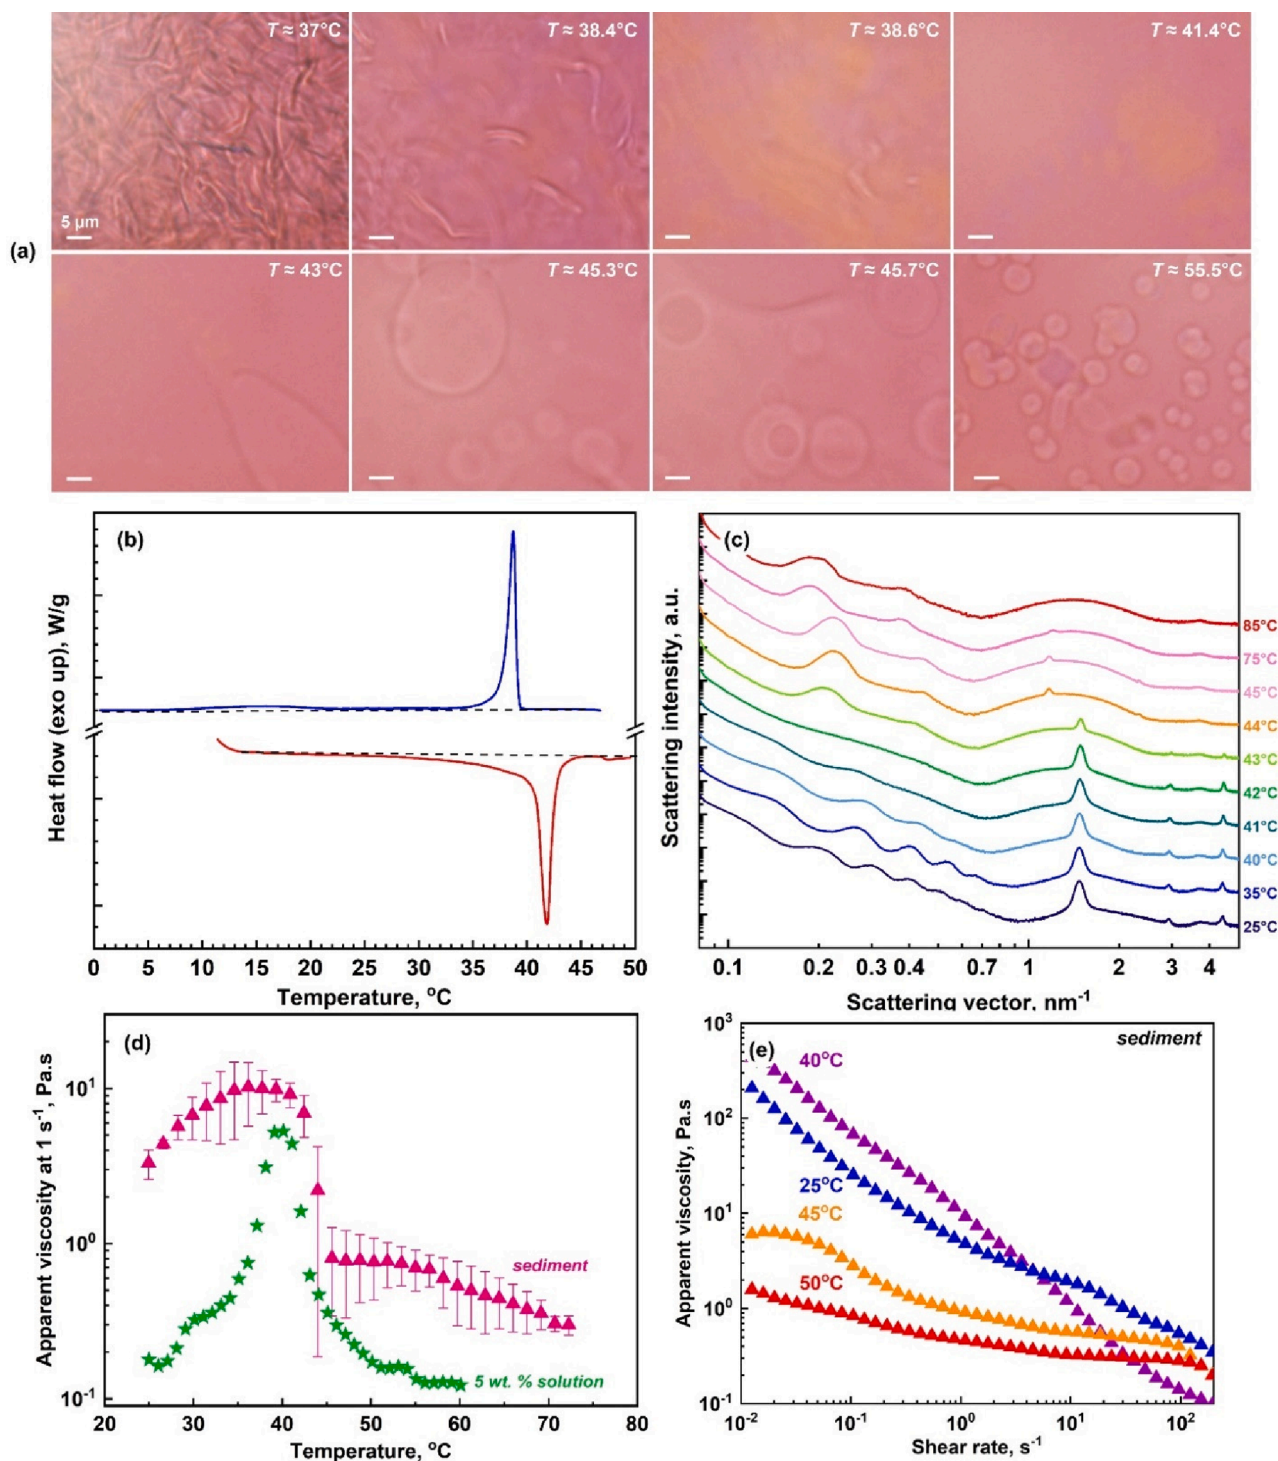 T ≈ 37°C
T ≈ 38.4°C
T ≈ 38.6°C
T ≈ 41.4°C
5 µm
(a)
T ≈ 43°C
T ≈ 45.3°C
T ≈ 45.7°C
T ≈ 55.5°C
(b)
Heat flow (exo up), W/g
0 5 10 15 20 25 30 35 40 45 50
Temperature, °C
(c)
Scattering intensity, a.u.
85°C
75°C
45°C
44°C
43°C
42°C
41°C
40°C
35°C
25°C
0.1 0.2 0.3 0.4 0.7 1 2 3 4
Scattering vector, nm⁻¹
(d)
Apparent viscosity at 1 s⁻¹, Pa.s
10¹
10⁰
10⁻¹
sediment
5 wt. % solution
20 30 40 50 60 70 80
Temperature, °C
(e)
sediment
Apparent viscosity, Pa.s
10³
10²
10¹
10⁰
10⁻¹
40°C
25°C
45°C
50°C
10⁻² 10⁻¹ 10⁰ 10¹ 10²
Shear rate, s⁻¹